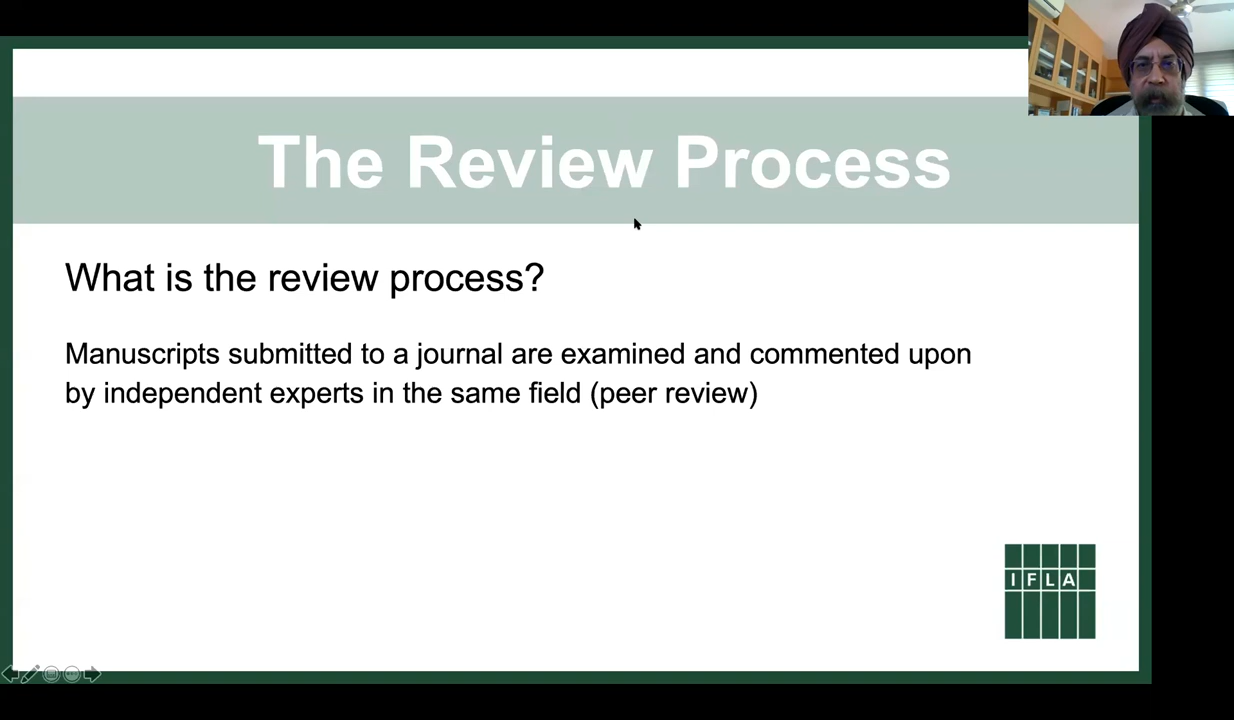 The Review Process
What is the review process?
Manuscripts submitted to a journal are examined and commented upon
by independent experts in the same field (peer review)
IFLA